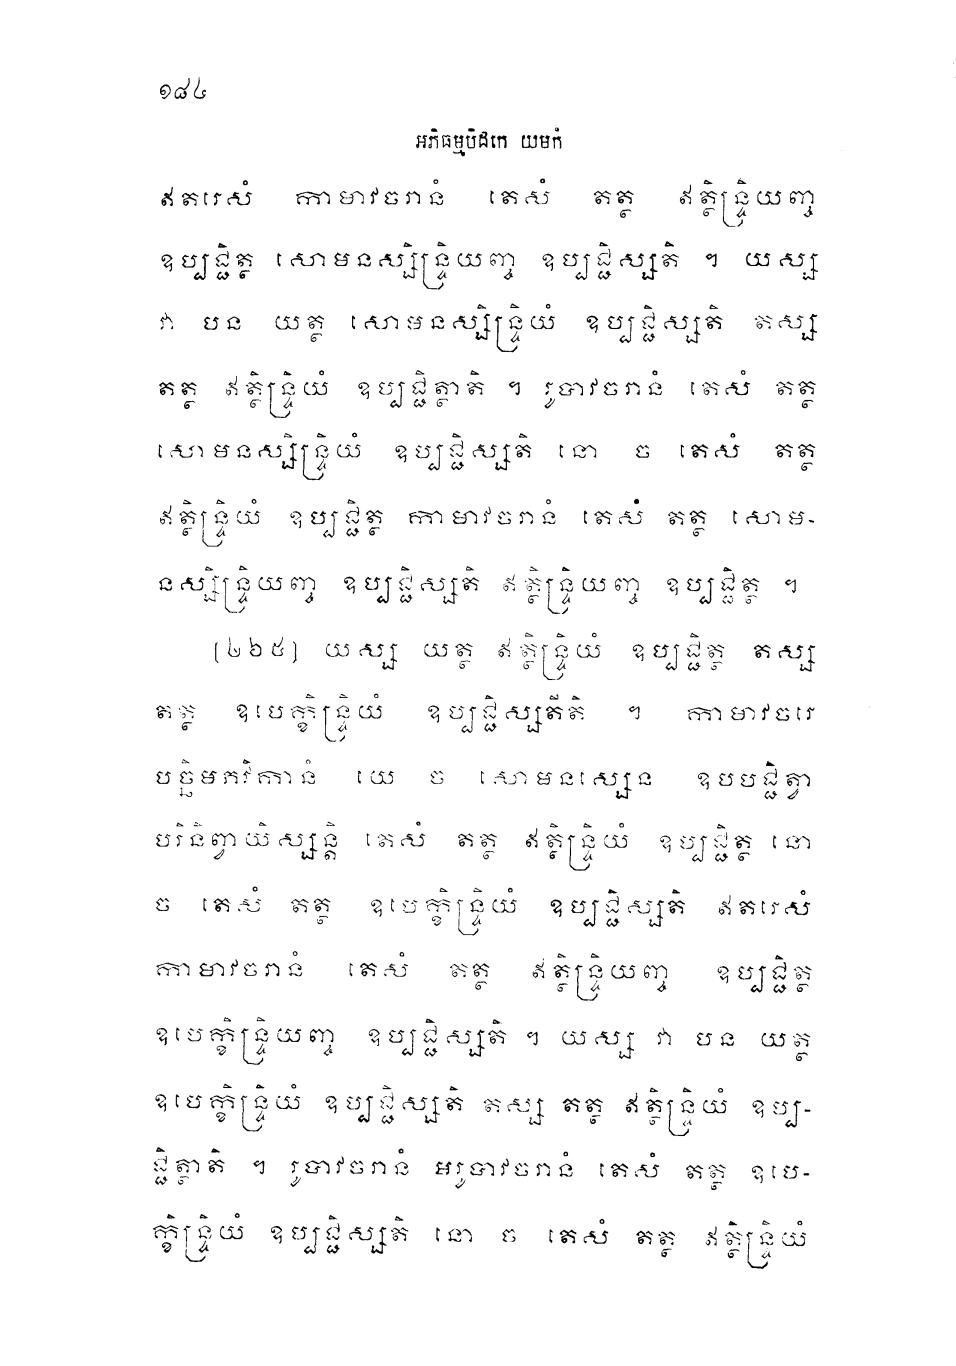 ១៨៤
អភិធម្មបិដកេ យមកំ
ឥតរេសំ កាមាវចរានំ តេសំ តត្ថ ឥត្ថិន្ទ្រិយញ្ច
ឧប្បជ្ជិត្ថ សោមនស្សិន្ទ្រិយញ្ច ឧប្បជ្ជិស្សតិ ។ យស្ស
វា បន យត្ថ សោមនស្សិន្ទ្រិយំ ឧប្បជ្ជិស្សតិ តស្ស
តត្ថ ឥត្ថិន្ទ្រិយំ ឧប្បជ្ជិត្ថាតិ ។ រូបាវចរានំ តេសំ តត្ថ
សោមនស្សិន្ទ្រិយំ ឧប្បជ្ជិស្សតិ នោ ច តេសំ តត្ថ
ឥត្ថិន្ទ្រិយំ ឧប្បជ្ជិត្ថ កាមាវចរានំ តេសំ តត្ថ សោម-
នស្សិន្ទ្រិយញ្ច ឧប្បជ្ជិស្សតិ ឥត្ថិន្ទ្រិយញ្ច ឧប្បជ្ជិត្ថ ។
[២៦៥] យស្ស យត្ថ ឥត្ថិន្ទ្រិយំ ឧប្បជ្ជិត្ថ តស្ស
តត្ថ ឧបេក្ខិន្ទ្រិយំ ឧប្បជ្ជិស្សតីតិ ។ កាមាវចរេ
បច្ឆិមភវិកានំ យេ ច សោមនស្សេន ឧបបជ្ជិត្វា
បរិនិព្វាយិស្សន្តិ តេសំ តត្ថ ឥត្ថិន្ទ្រិយំ ឧប្បជ្ជិត្ថ នោ
ច តេសំ តត្ថ ឧបេក្ខិន្ទ្រិយំ ឧប្បជ្ជិស្សតិ ឥតរេសំ
កាមាវចរានំ តេសំ តត្ថ ឥត្ថិន្ទ្រិយញ្ច ឧប្បជ្ជិត្ថ
ឧបេក្ខិន្ទ្រិយញ្ច ឧប្បជ្ជិស្សតិ ។ យស្ស វា បន យត្ថ
ឧបេក្ខិន្ទ្រិយំ ឧប្បជ្ជិស្សតិ តស្ស តត្ថ ឥត្ថិន្ទ្រិយំ ឧប្ប-
ជ្ជិត្ថាតិ ។ រូបាវចរានំ អរូបាវចរានំ តេសំ តត្ថ ឧបេ-
ក្ខិន្ទ្រិយំ ឧប្បជ្ជិស្សតិ នោ ច តេសំ តត្ថ ឥត្ថិន្ទ្រិយំ